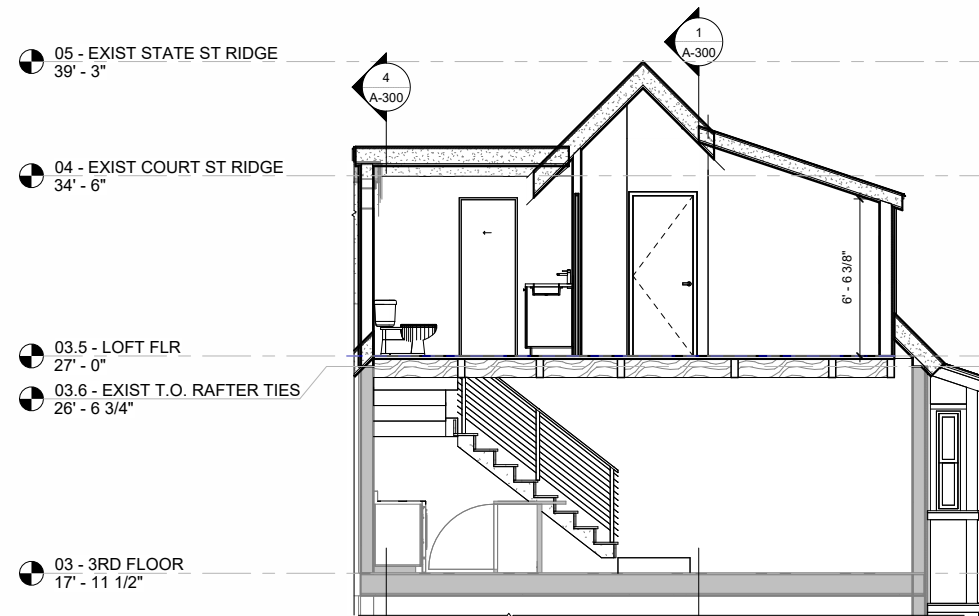 05 - EXIST STATE ST RIDGE
39' - 3"
1
A-300
4
A-300
04 - EXIST COURT ST RIDGE
34' - 6"
6' - 6 3/8"
03.5 - LOFT FLR
27' - 0"
03.6 - EXIST T.O. RAFTER TIES
26' - 6 3/4"
03 - 3RD FLOOR
17' - 11 1/2"